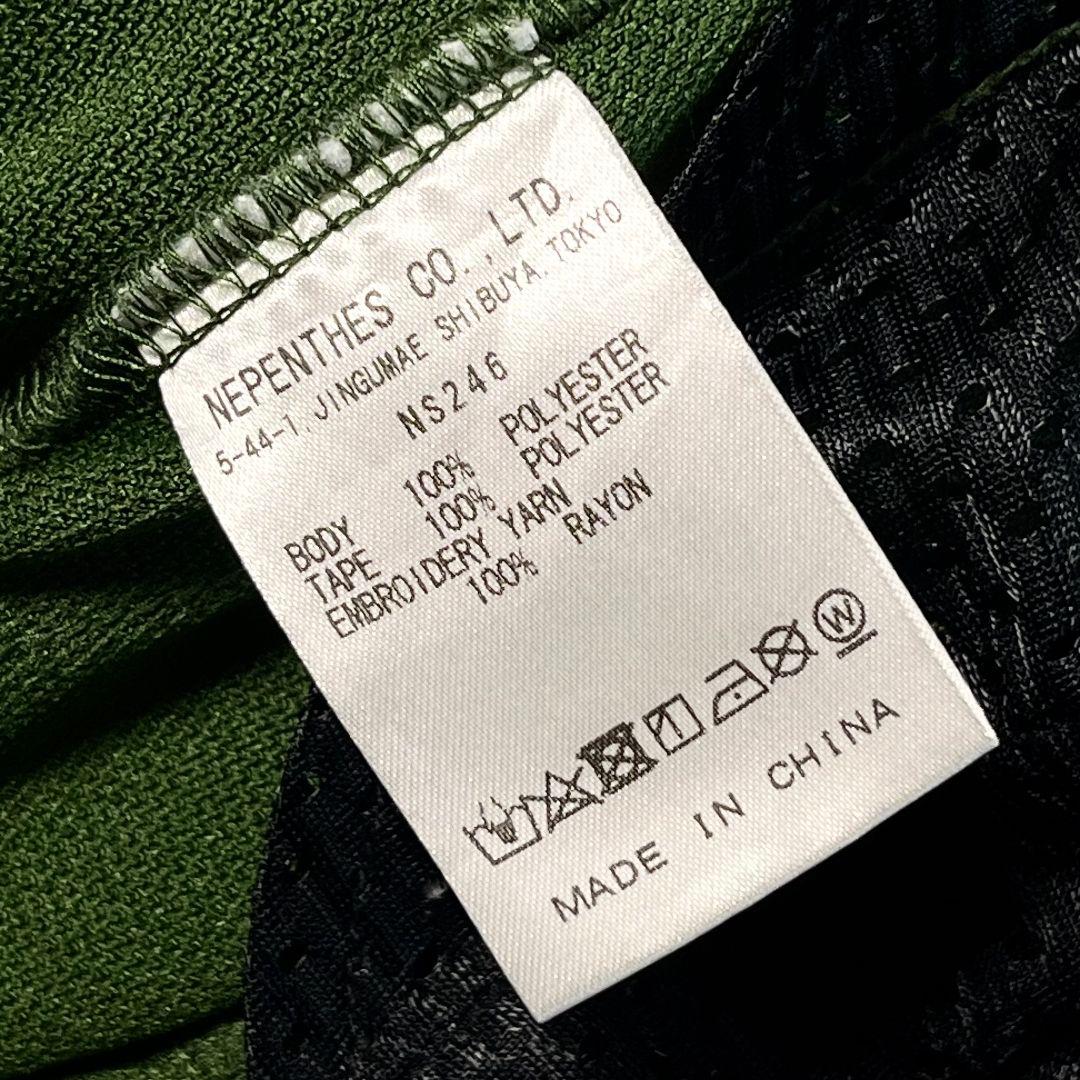 NEPENTHES CO.,LTD.
5-44-1, JINGUMAE SHIBUYA, TOKYO
NS246
BODY 100% POLYESTER
TAPE 100% POLYESTER
EMBROIDERY YARN
100% RAYON
W
MADE IN CHINA